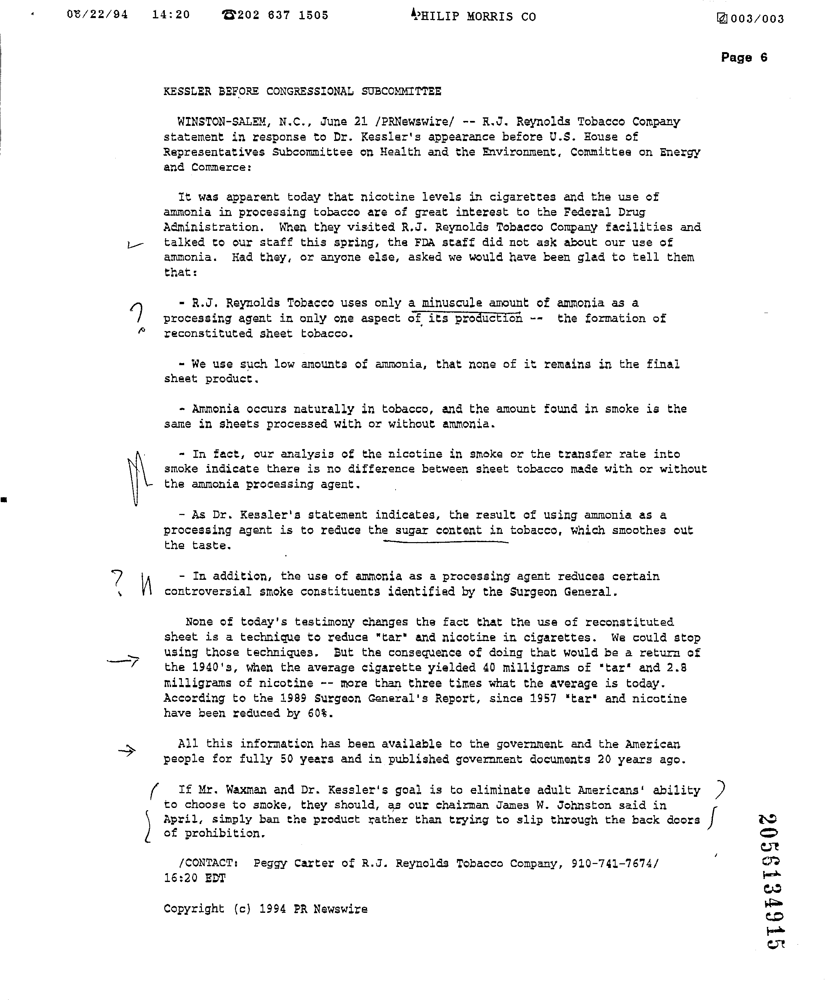 08/22/94 14:20 ☎202 637 1505 PHILIP MORRIS CO 003/003
Page 6
KESSLER BEFORE CONGRESSIONAL SUBCOMMITTEE
WINSTON-SALEM, N.C., June 21 /PRNewswire/ -- R.J. Reynolds Tobacco Company
statement in response to Dr. Kessler's appearance before U.S. House of
Representatives Subcommittee on Health and the Environment, Committee on Energy
and Commerce:
It was apparent today that nicotine levels in cigarettes and the use of
ammonia in processing tobacco are of great interest to the Federal Drug
Administration. When they visited R.J. Reynolds Tobacco Company facilities and
talked to our staff this spring, the FDA staff did not ask about our use of
ammonia. Had they, or anyone else, asked we would have been glad to tell them
that:
- R.J. Reynolds Tobacco uses only a minuscule amount of ammonia as a
? processing agent in only one aspect of its production -- the formation of
reconstituted sheet tobacco.
- We use such low amounts of ammonia, that none of it remains in the final
sheet product.
- Ammonia occurs naturally in tobacco, and the amount found in smoke is the
same in sheets processed with or without ammonia.
- In fact, our analysis of the nicotine in smoke or the transfer rate into
smoke indicate there is no difference between sheet tobacco made with or without
the ammonia processing agent.
- As Dr. Kessler's statement indicates, the result of using ammonia as a
processing agent is to reduce the sugar content in tobacco, which smoothes out
the taste.
? - In addition, the use of ammonia as a processing agent reduces certain
controversial smoke constituents identified by the Surgeon General.
None of today's testimony changes the fact that the use of reconstituted
sheet is a technique to reduce "tar" and nicotine in cigarettes. We could stop
using those techniques. But the consequence of doing that would be a return of
the 1940's, when the average cigarette yielded 40 milligrams of "tar" and 2.8
milligrams of nicotine -- more than three times what the average is today.
According to the 1989 Surgeon General's Report, since 1957 "tar" and nicotine
have been reduced by 60%.
All this information has been available to the government and the American
people for fully 50 years and in published government documents 20 years ago.
If Mr. Waxman and Dr. Kessler's goal is to eliminate adult Americans' ability
to choose to smoke, they should, as our chairman James W. Johnston said in
April, simply ban the product rather than trying to slip through the back doors
of prohibition.
/CONTACT: Peggy Carter of R.J. Reynolds Tobacco Company, 910-741-7674/
16:20 EDT
Copyright (c) 1994 PR Newswire
2056134915